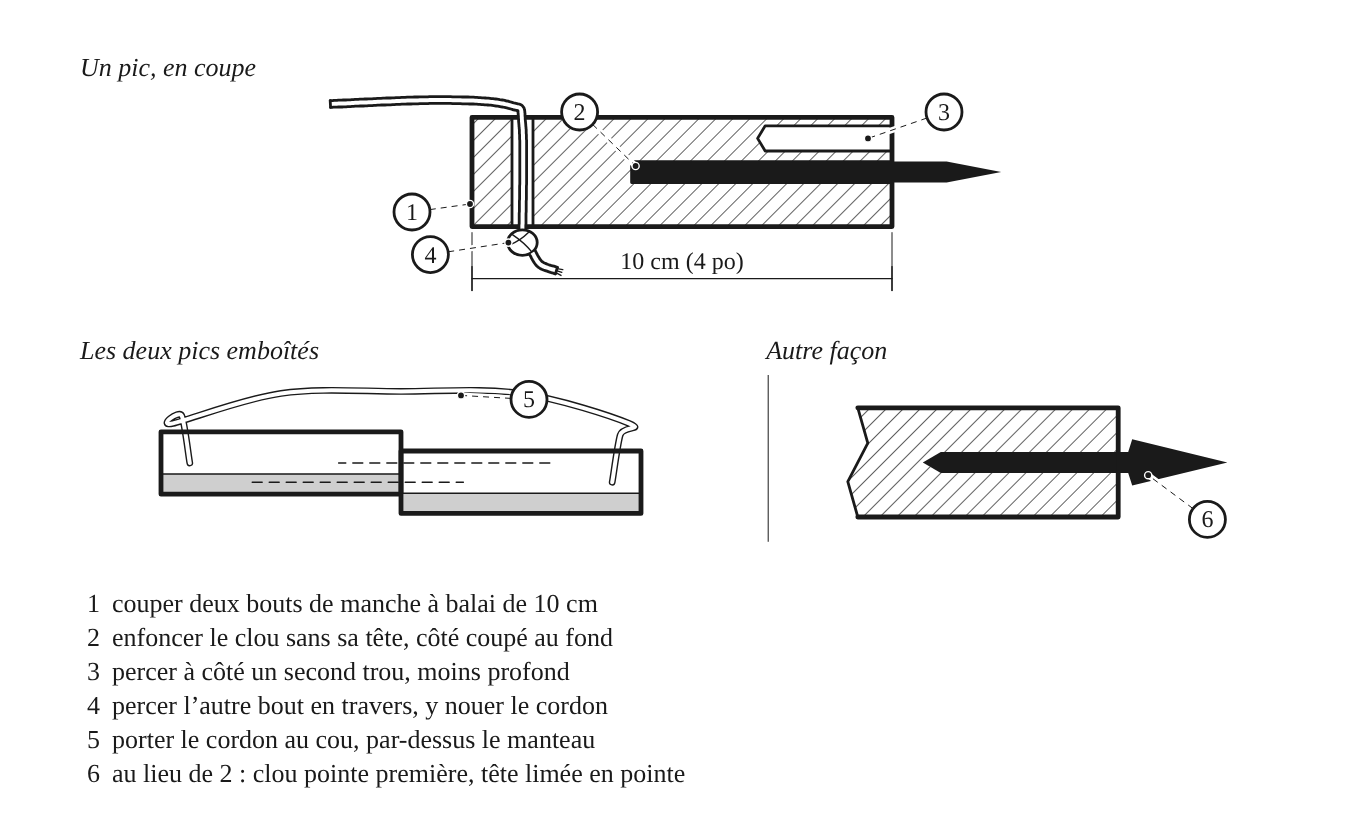 Un pic, en coupe
2
3
1
4
10 cm (4 po)
Les deux pics emboîtés
Autre façon
5
6
1 couper deux bouts de manche à balai de 10 cm
2 enfoncer le clou sans sa tête, côté coupé au fond
3 percer à côté un second trou, moins profond
4 percer l’autre bout en travers, y nouer le cordon
5 porter le cordon au cou, par-dessus le manteau
6 au lieu de 2 : clou pointe première, tête limée en pointe